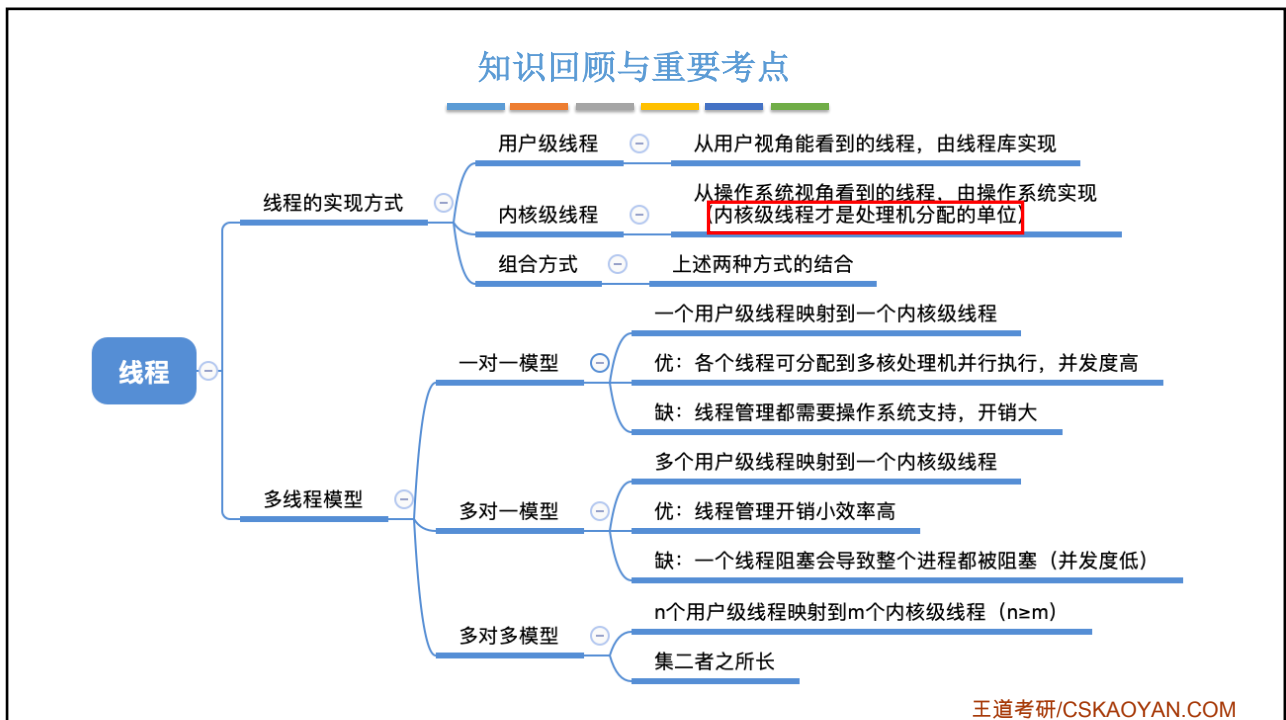 知识回顾与重要考点
用户级线程
从用户视角能看到的线程，由线程库实现
线程的实现方式
内核级线程
从操作系统视角看到的线程，由操作系统实现
（内核级线程才是处理机分配的单位）
组合方式
上述两种方式的结合
线程
一个用户级线程映射到一个内核级线程
一对一模型
优：各个线程可分配到多核处理机并行执行，并发度高
缺：线程管理都需要操作系统支持，开销大
多线程模型
多个用户级线程映射到一个内核级线程
多对一模型
优：线程管理开销小效率高
缺：一个线程阻塞会导致整个进程都被阻塞（并发度低）
n个用户级线程映射到m个内核级线程（n≥m）
多对多模型
集二者之所长
王道考研/CSKAOYAN.COM